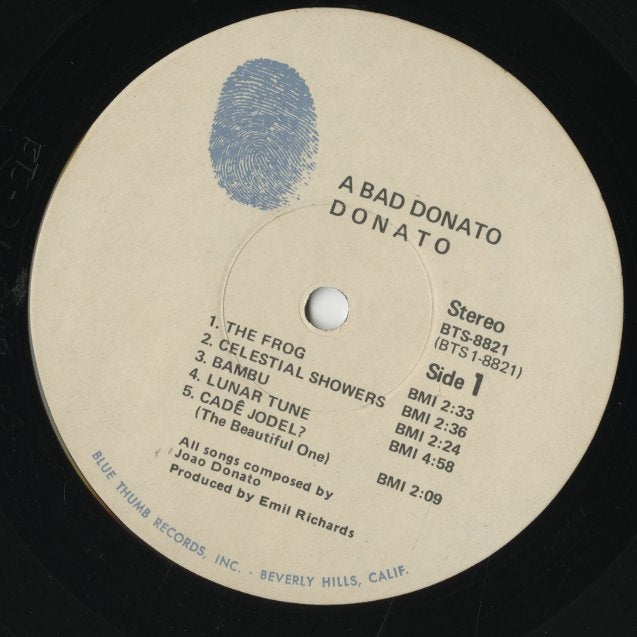 A BAD DONATO
DONATO
Stereo
BTS-8821
(BTS1-8821)
Side 1
1. THE FROG BMI 2:33
2. CELESTIAL SHOWERS BMI 2:36
3. BAMBU BMI 2:24
4. LUNAR TUNE BMI 4:58
5. CADÊ JODEL?
(The Beautiful One) BMI 2:09
All songs composed by
Joao Donato
Produced by Emil Richards
BLUE THUMB RECORDS, INC. - BEVERLY HILLS, CALIF.